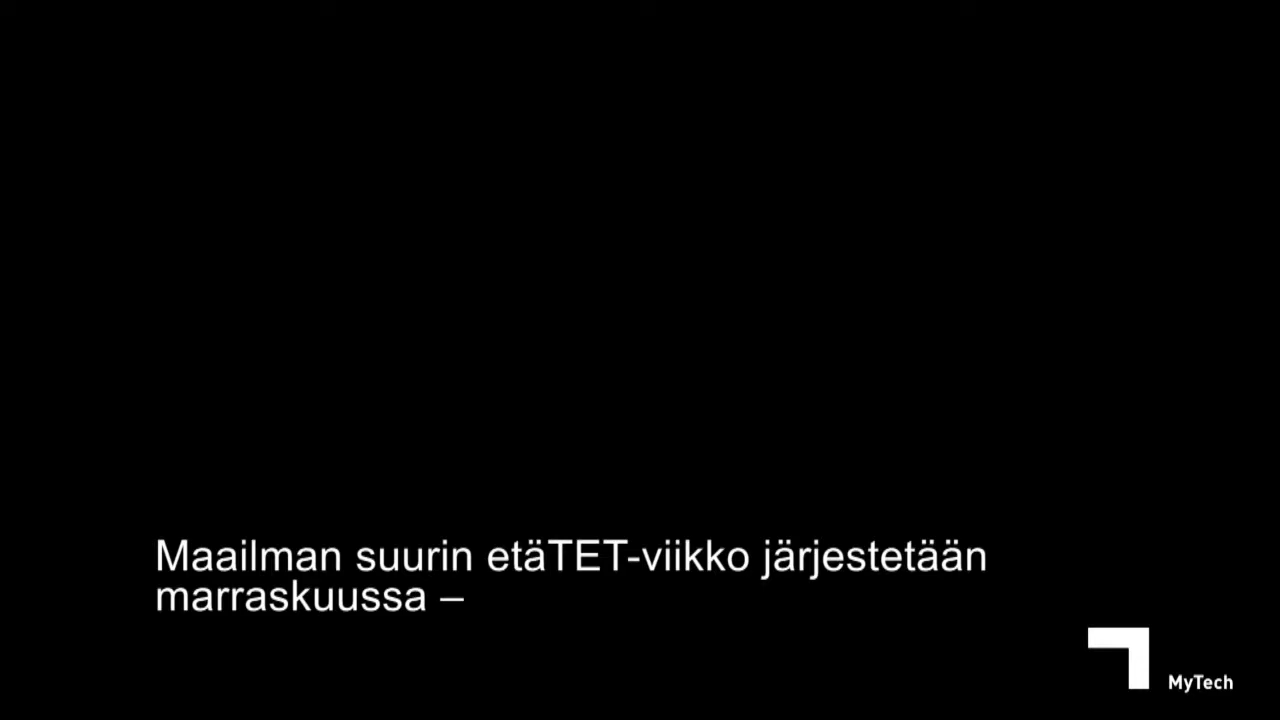 Maailman suurin etäTET-viikko järjestetään
marraskuussa –
MyTech